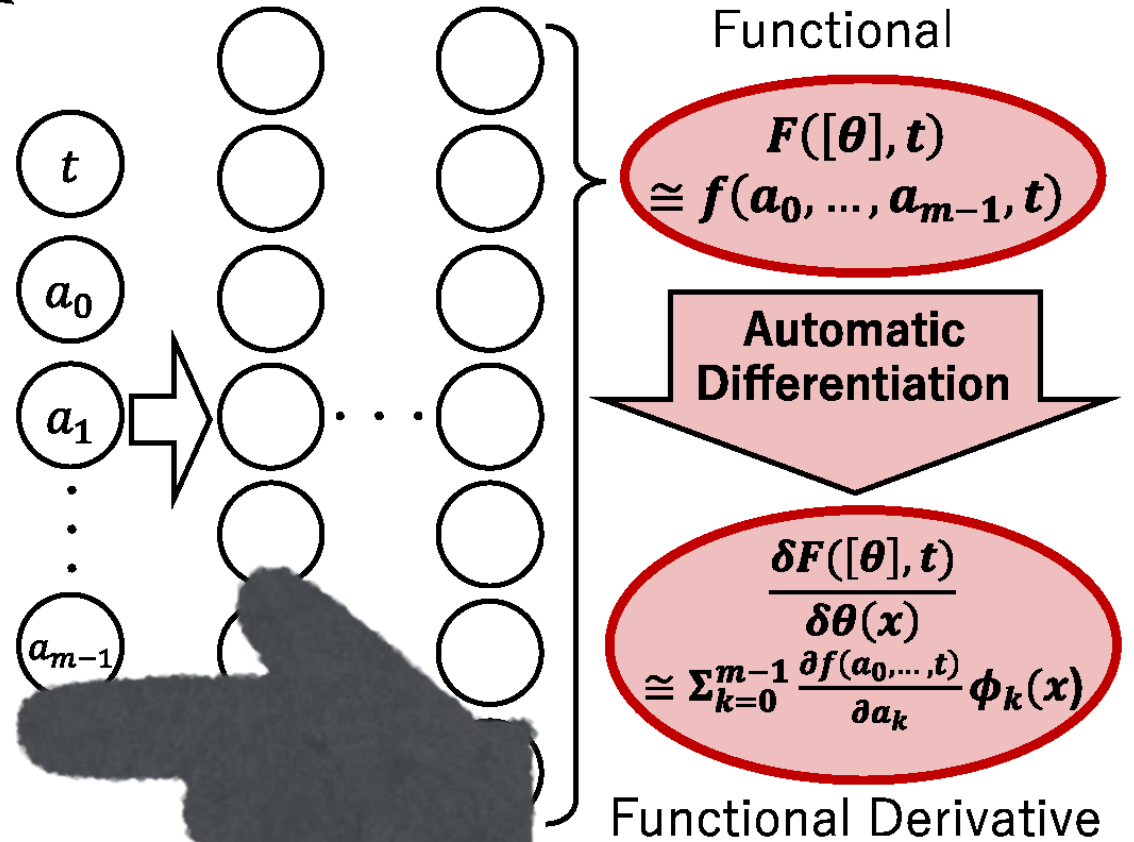 t
a_0
a_1
a_{m-1}
Functional
F([θ], t)
≅ f(a_0, ..., a_{m-1}, t)
Automatic
Differentiation
δF([θ], t)
δθ(x)
≅ Σ_{k=0}^{m-1} ∂f(a_0,...,t)/∂a_k ϕ_k(x)
Functional Derivative